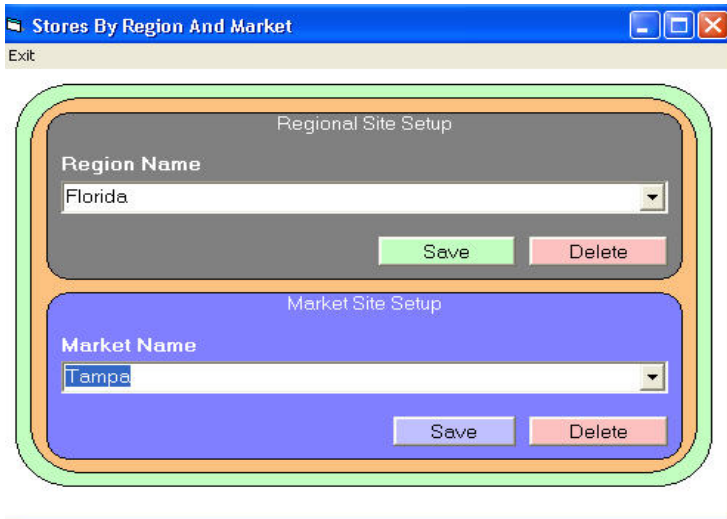 Stores By Region And Market
Exit
Regional Site Setup
Region Name
Florida
Save Delete
Market Site Setup
Market Name
Tampa
Save Delete